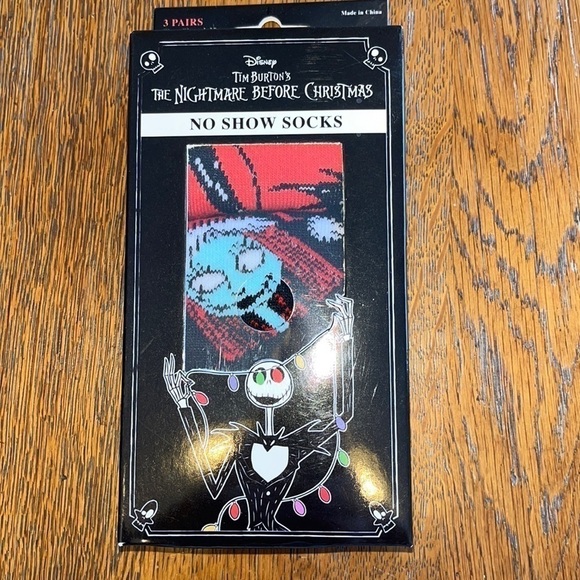 3 PAIRS
Made in China
Disney
TIM BURTON'S
THE NIGHTMARE BEFORE CHRISTMAS
NO SHOW SOCKS